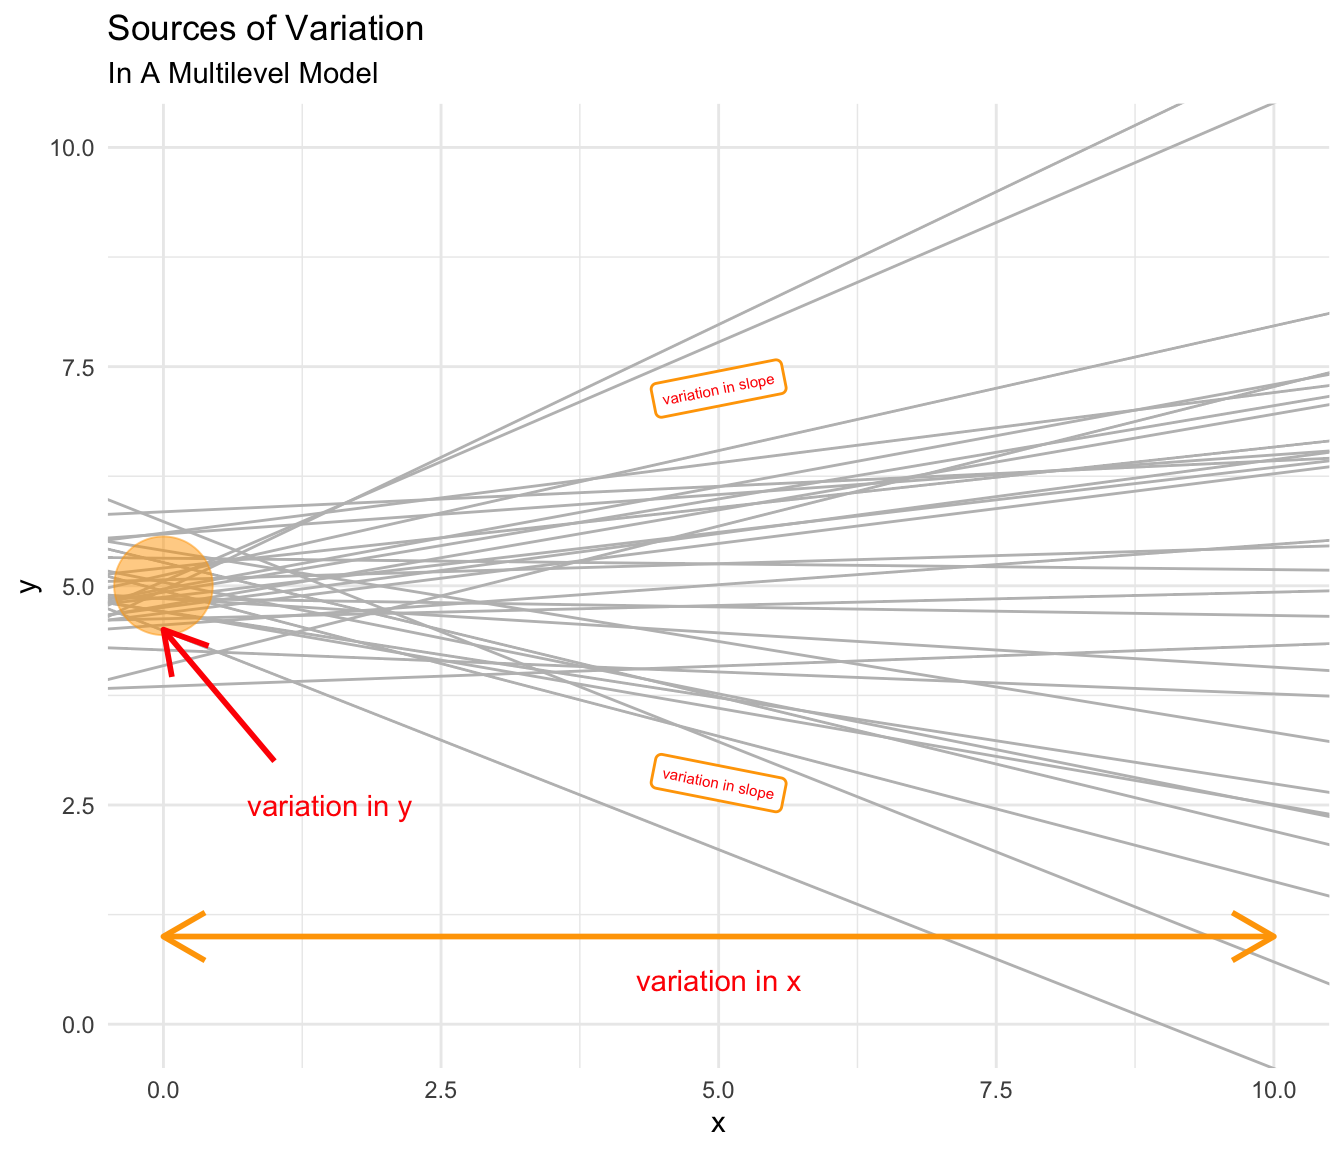 Sources of Variation
In A Multilevel Model
10.0
7.5
variation in slope
y
5.0
variation in slope
2.5
variation in y
variation in x
0.0
0.0 2.5 5.0 7.5 10.0
x